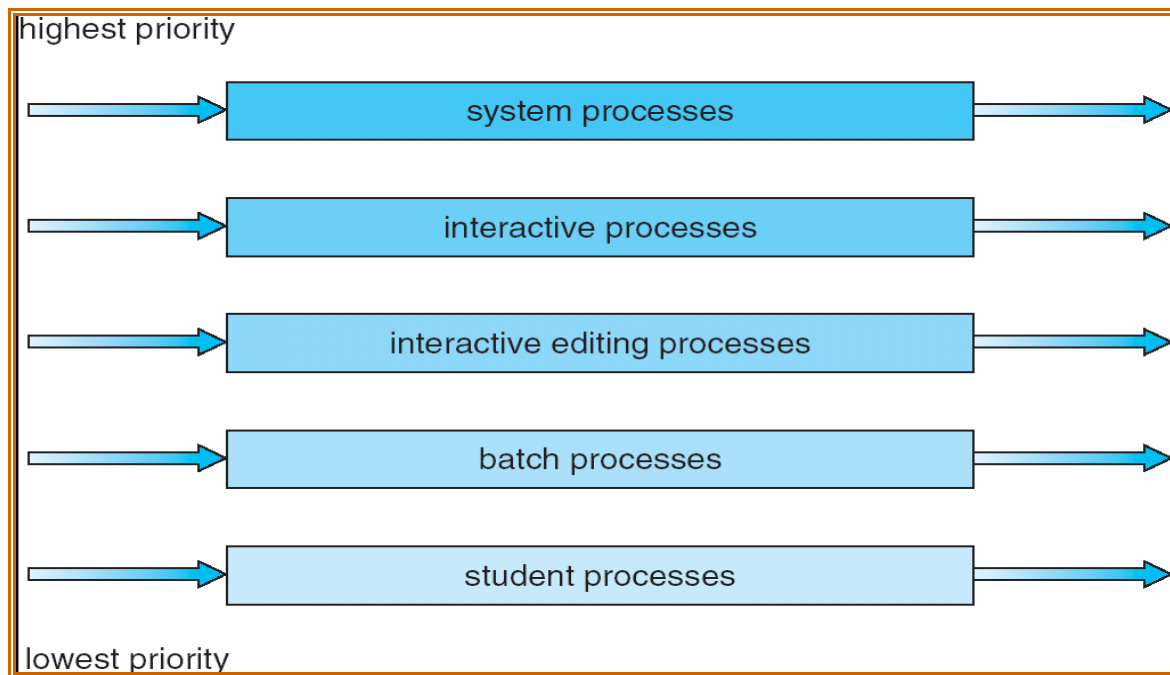 highest priority
system processes
interactive processes
interactive editing processes
batch processes
student processes
lowest priority